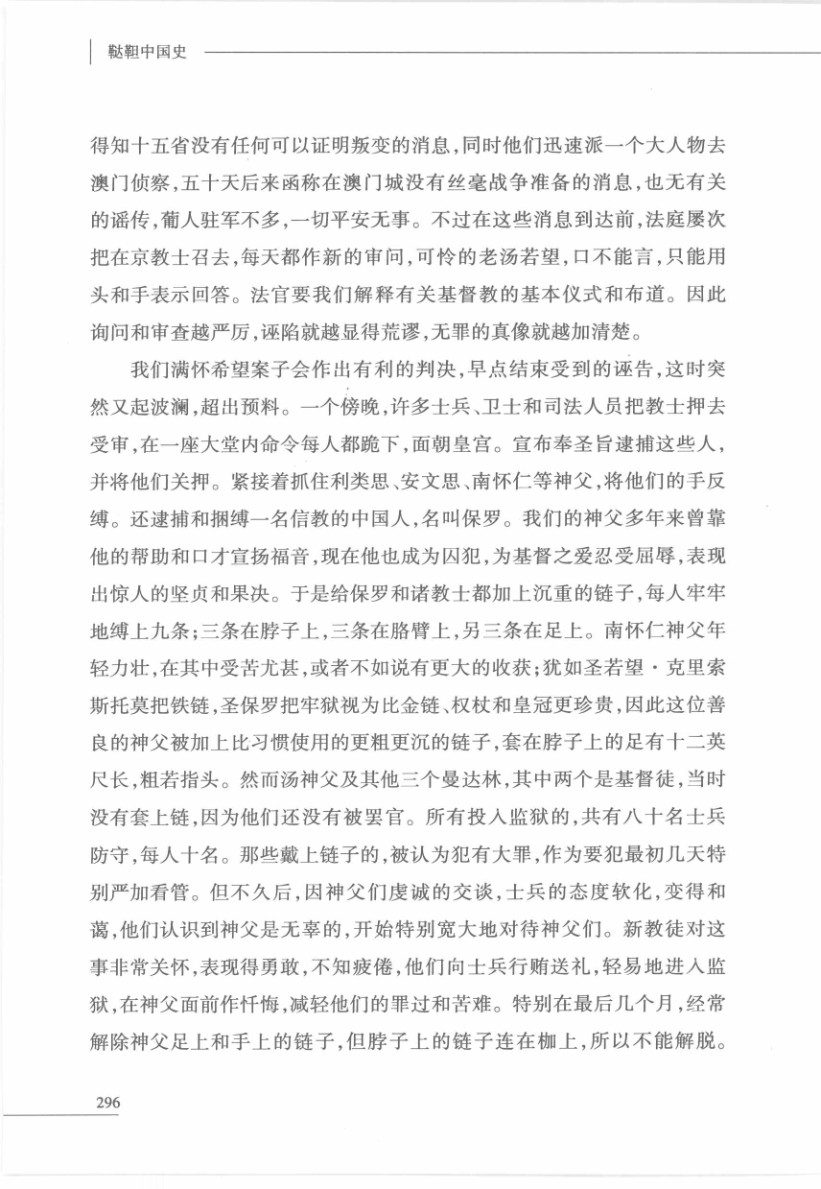 鞑靼中国史
得知十五省没有任何可以证明叛变的消息,同时他们迅速派一个大人物去
澳门侦察,五十天后来函称在澳门城没有丝毫战争准备的消息,也无有关
的谣传,葡人驻军不多,一切平安无事。不过在这些消息到达前,法庭屡次
把在京教士召去,每天都作新的审问,可怜的老汤若望,口不能言,只能用
头和手表示回答。法官要我们解释有关基督教的基本仪式和布道。因此
询问和审查越严厉,诬陷就越显得荒谬,无罪的真像就越加清楚。
我们满怀希望案子会作出有利的判决,早点结束受到的诬告,这时突
然又起波澜,超出预料。一个傍晚,许多士兵、卫士和司法人员把教士押去
受审,在一座大堂内命令每人都跪下,面朝皇宫。宣布奉圣旨逮捕这些人,
并将他们关押。紧接着抓住利类思、安文思、南怀仁等神父,将他们的手反
缚。还逮捕和捆缚一名信教的中国人,名叫保罗。我们的神父多年来曾靠
他的帮助和口才宣扬福音,现在他也成为囚犯,为基督之爱忍受屈辱,表现
出惊人的坚贞和果决。于是给保罗和诸教士都加上沉重的链子,每人牢牢
地缚上九条;三条在脖子上,三条在胳臂上,另三条在足上。南怀仁神父年
轻力壮,在其中受苦尤甚,或者不如说有更大的收获;犹如圣若望·克里索
斯托莫把铁链,圣保罗把牢狱视为比金链、权杖和皇冠更珍贵,因此这位善
良的神父被加上比习惯使用的更粗更沉的链子,套在脖子上的足有十二英
尺长,粗若指头。然而汤神父及其他三个曼达林,其中两个是基督徒,当时
没有套上链,因为他们还没有被罢官。所有投入监狱的,共有八十名士兵
防守,每人十名。那些戴上链子的,被认为犯有大罪,作为要犯最初几天特
别严加看管。但不久后,因神父们虔诚的交谈,士兵的态度软化,变得和
蔼,他们认识到神父是无辜的,开始特别宽大地对待神父们。新教徒对这
事非常关怀,表现得勇敢,不知疲倦,他们向士兵行贿送礼,轻易地进入监
狱,在神父面前作忏悔,减轻他们的罪过和苦难。特别在最后几个月,经常
解除神父足上和手上的链子,但脖子上的链子连在枷上,所以不能解脱。
296